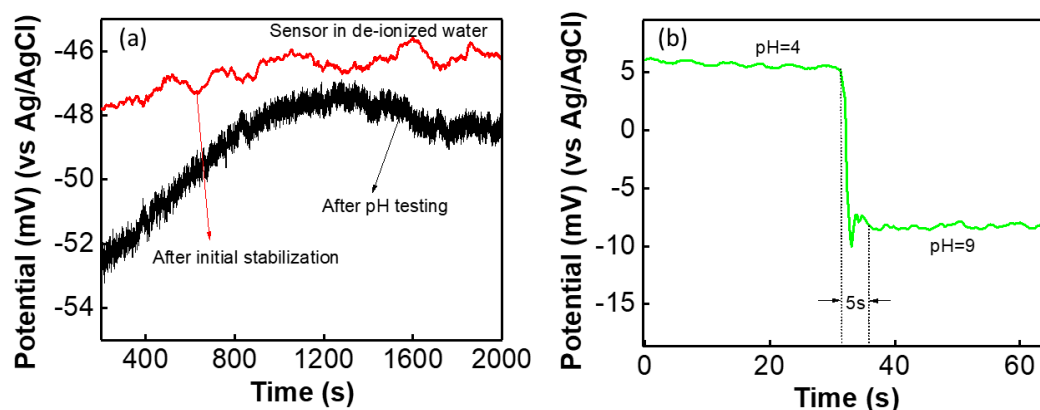 (a)
Sensor in de-ionized water
-46
-48
-50
-52
-54
Potential (mV) (vs Ag/AgCl)
After pH testing
After initial stabilization
400
800
1200
1600
2000
Time (s)
(b)
pH=4
5
0
-5
-10
-15
Potential (mV) (vs Ag/AgCl)
pH=9
5s
0
20
40
60
Time (s)